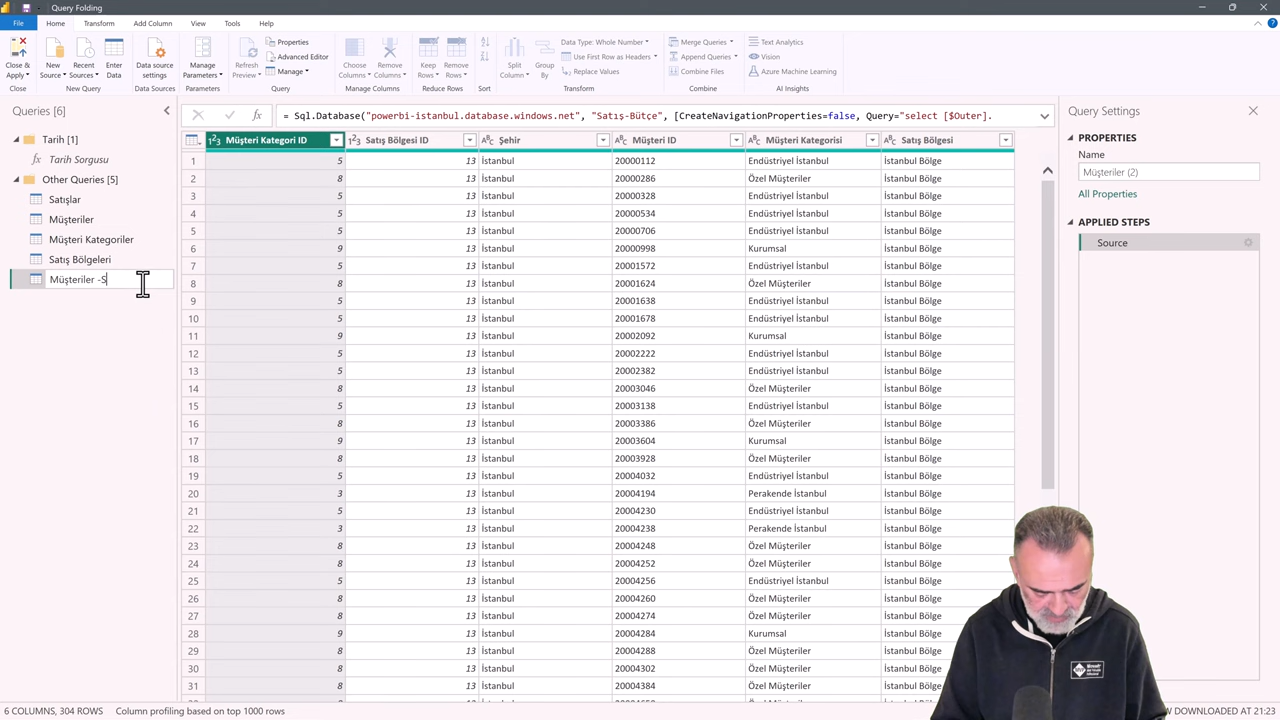 Query Folding
File Home Transform Add Column View Tools Help
Close & Apply
New Source
Recent Sources
Enter Data
Data source settings
Manage Parameters
Refresh Preview
Properties
Advanced Editor
Manage
Choose Columns
Remove Columns
Keep Rows
Remove Rows
Split Column
Group By
Data Type: Whole Number
Use First Row as Headers
Replace Values
Merge Queries
Append Queries
Combine Files
Text Analytics
Vision
Azure Machine Learning
Close
New Query
Data Sources
Parameters
Query
Manage Columns
Reduce Rows
Sort
Transform
Combine
AI Insights
Queries [6]
Tarih [1]
Tarih Sorgusu
Other Queries [5]
Satışlar
Müşteriler
Müşteri Kategoriler
Satış Bölgeleri
Müşteriler -S
= Sql.Database("powerbi-istanbul.database.windows.net", "Satış-Bütçe", [CreateNavigationProperties=false, Query="select [$Outer].
Müşteri Kategori ID Satış Bölgesi ID Şehir Müşteri ID Müşteri Kategorisi Satış Bölgesi
1 5 13 İstanbul 20000112 Endüstriyel İstanbul İstanbul Bölge
2 8 13 İstanbul 20000286 Özel Müşteriler İstanbul Bölge
3 5 13 İstanbul 20000328 Endüstriyel İstanbul İstanbul Bölge
4 5 13 İstanbul 20000534 Endüstriyel İstanbul İstanbul Bölge
5 5 13 İstanbul 20000706 Endüstriyel İstanbul İstanbul Bölge
6 9 13 İstanbul 20000998 Kurumsal İstanbul Bölge
7 5 13 İstanbul 20001572 Endüstriyel İstanbul İstanbul Bölge
8 8 13 İstanbul 20001624 Özel Müşteriler İstanbul Bölge
9 5 13 İstanbul 20001638 Endüstriyel İstanbul İstanbul Bölge
10 5 13 İstanbul 20001678 Endüstriyel İstanbul İstanbul Bölge
11 9 13 İstanbul 20002092 Kurumsal İstanbul Bölge
12 5 13 İstanbul 20002222 Endüstriyel İstanbul İstanbul Bölge
13 5 13 İstanbul 20002382 Endüstriyel İstanbul İstanbul Bölge
14 8 13 İstanbul 20003046 Özel Müşteriler İstanbul Bölge
15 5 13 İstanbul 20003138 Endüstriyel İstanbul İstanbul Bölge
16 8 13 İstanbul 20003386 Özel Müşteriler İstanbul Bölge
17 9 13 İstanbul 20003604 Kurumsal İstanbul Bölge
18 8 13 İstanbul 20003928 Özel Müşteriler İstanbul Bölge
19 5 13 İstanbul 20004032 Endüstriyel İstanbul İstanbul Bölge
20 3 13 İstanbul 20004194 Perakende İstanbul İstanbul Bölge
21 5 13 İstanbul 20004230 Endüstriyel İstanbul İstanbul Bölge
22 3 13 İstanbul 20004238 Perakende İstanbul İstanbul Bölge
23 8 13 İstanbul 20004248 Özel Müşteriler İstanbul Bölge
24 8 13 İstanbul 20004252 Özel Müşteriler İstanbul Bölge
25 5 13 İstanbul 20004256 Endüstriyel İstanbul İstanbul Bölge
26 8 13 İstanbul 20004260 Özel Müşteriler İstanbul Bölge
27 8 13 İstanbul 20004274 Özel Müşteriler İstanbul Bölge
28 9 13 İstanbul 20004284 Kurumsal İstanbul Bölge
29 8 13 İstanbul 20004288 Özel Müşteriler İstanbul Bölge
30 8 13 İstanbul 20004302 Özel Müşteriler İstanbul Bölge
31 8 13 İstanbul 20004384 Özel Müşteriler İstanbul Bölge
Query Settings
PROPERTIES
Name
Müşteriler (2)
All Properties
APPLIED STEPS
Source
6 COLUMNS, 304 ROWS Column profiling based on top 1000 rows
DOWNLOADED AT 21:23